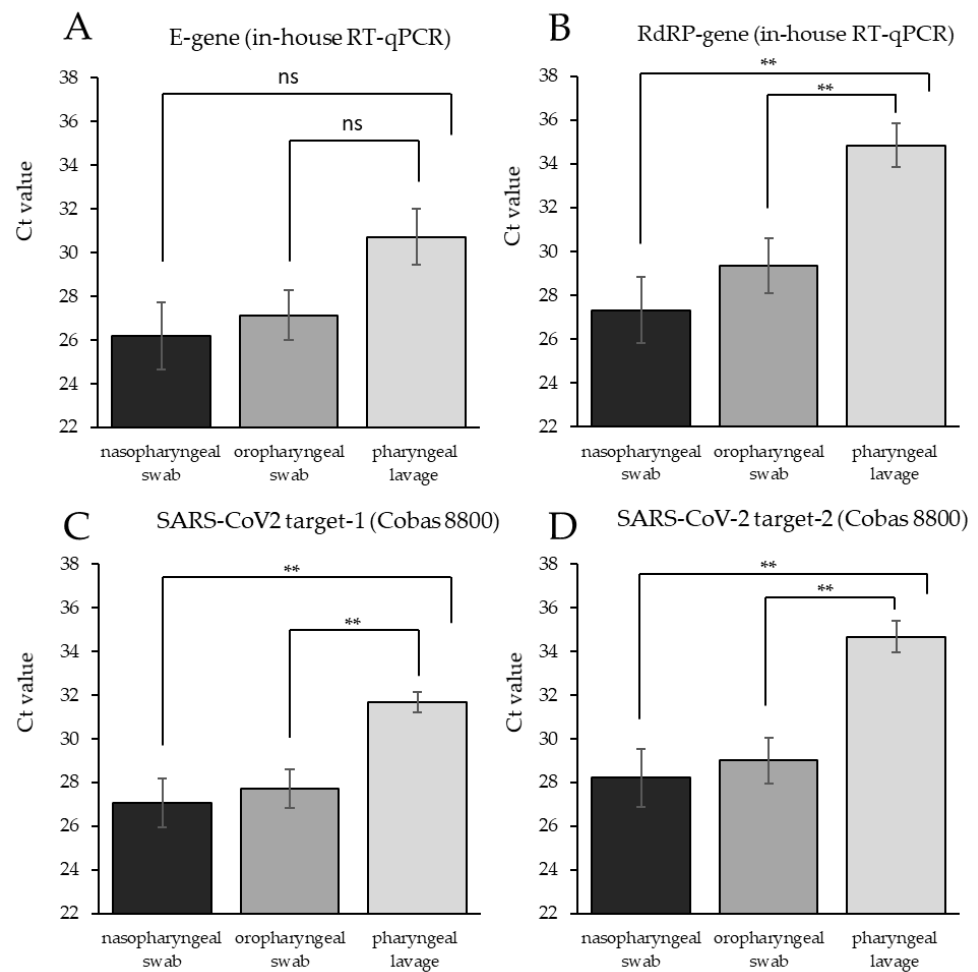 A
E-gene (in-house RT-qPCR)
ns
ns
Ct value
38
36
34
32
30
28
26
24
22
nasopharyngeal
swab
oropharyngeal
swab
pharyngeal
lavage
B
RdRP-gene (in-house RT-qPCR)
**
**
Ct value
38
36
34
32
30
28
26
24
22
nasopharyngeal
swab
oropharyngeal
swab
pharyngeal
lavage
C
SARS-CoV2 target-1 (Cobas 8800)
**
**
Ct value
38
36
34
32
30
28
26
24
22
nasopharyngeal
swab
oropharyngeal
swab
pharyngeal
lavage
D
SARS-CoV-2 target-2 (Cobas 8800)
**
**
Ct value
38
36
34
32
30
28
26
24
22
nasopharyngeal
swab
oropharyngeal
swab
pharyngeal
lavage